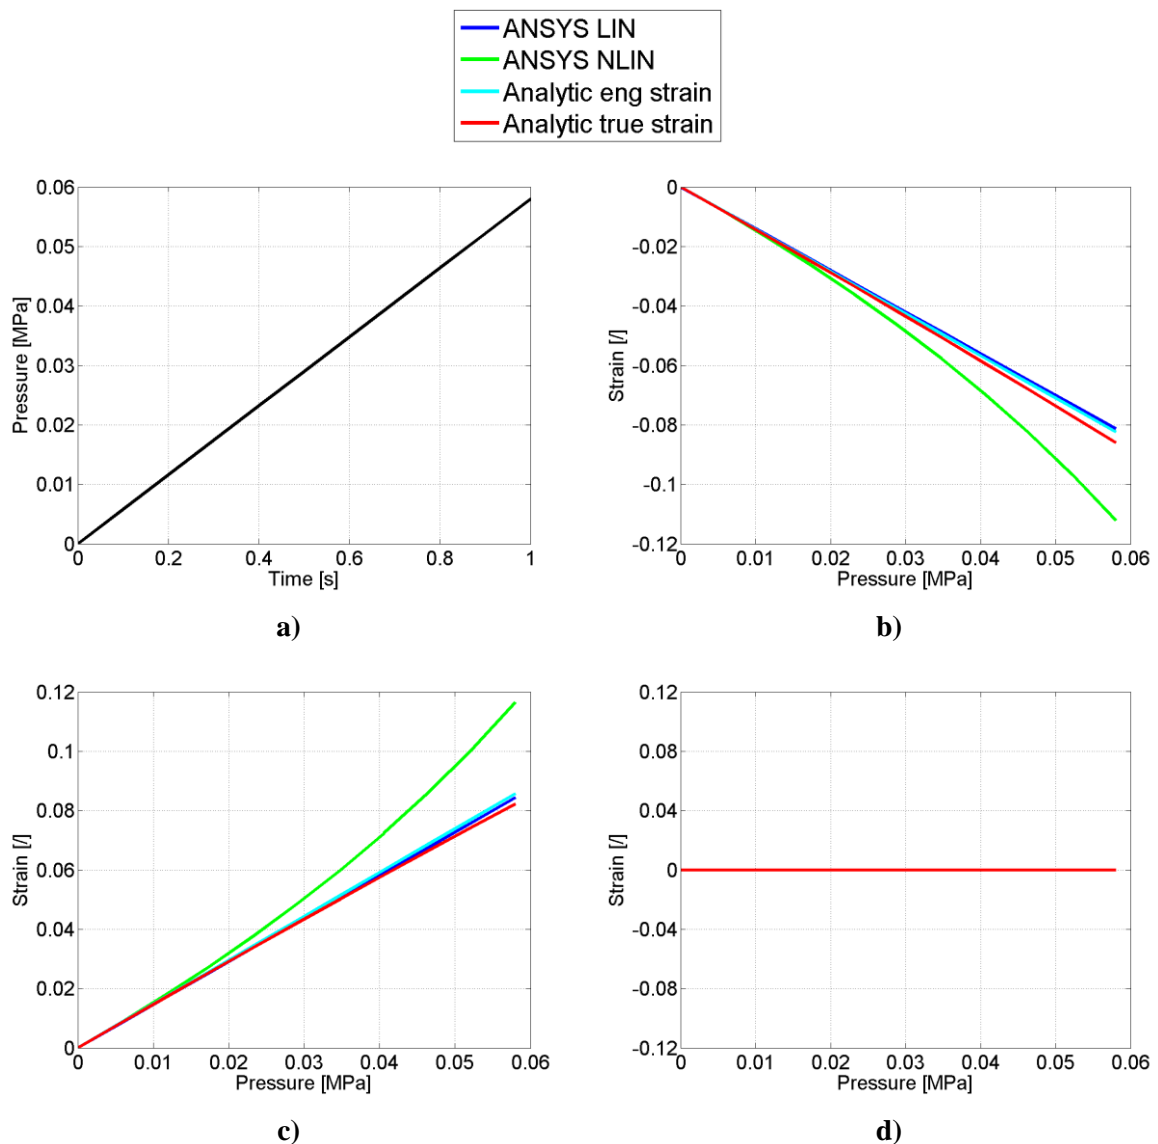 ANSYS LIN
ANSYS NLIN
Analytic eng strain
Analytic true strain
0.06
0.05
0.04
0.03
0.02
0.01
0
Pressure [MPa]
0 0.2 0.4 0.6 0.8 1
Time [s]
a)
0
-0.02
-0.04
-0.06
-0.08
-0.1
-0.12
Strain [/]
0 0.01 0.02 0.03 0.04 0.05 0.06
Pressure [MPa]
b)
0.12
0.1
0.08
0.06
0.04
0.02
0
Strain [/]
0 0.01 0.02 0.03 0.04 0.05 0.06
Pressure [MPa]
c)
0.12
0.08
0.04
0
-0.04
-0.08
-0.12
Strain [/]
0 0.01 0.02 0.03 0.04 0.05 0.06
Pressure [MPa]
d)